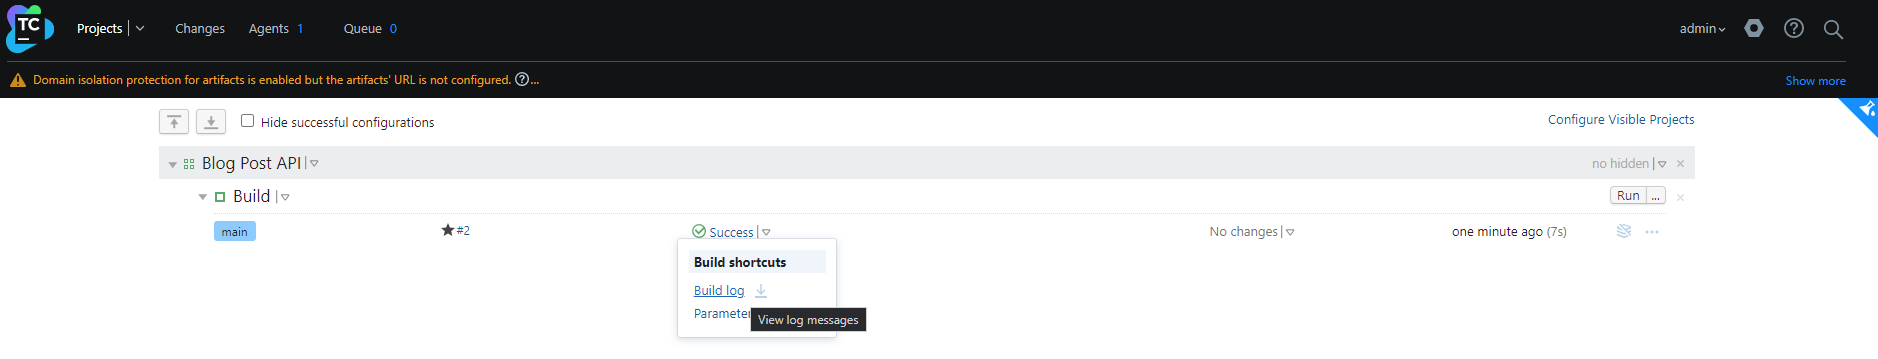 TC
Projects
Changes
Agents 1
Queue 0
admin
Domain isolation protection for artifacts is enabled but the artifacts' URL is not configured. ?...
Show more
Hide successful configurations
Configure Visible Projects
Blog Post API
no hidden
Build
Run ...
main
#2
Success
No changes
one minute ago (7s)
Build shortcuts
Build log
Parameter
View log messages